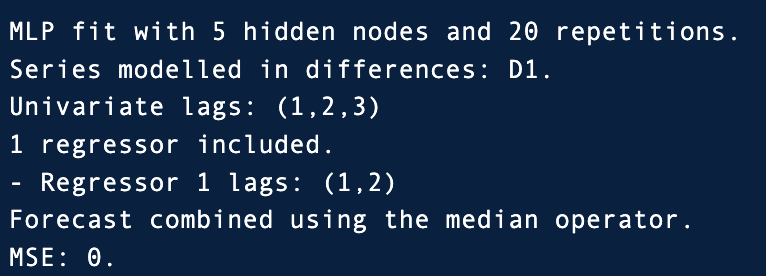 MLP fit with 5 hidden nodes and 20 repetitions.
Series modelled in differences: D1.
Univariate lags: (1,2,3)
1 regressor included.
- Regressor 1 lags: (1,2)
Forecast combined using the median operator.
MSE: 0.